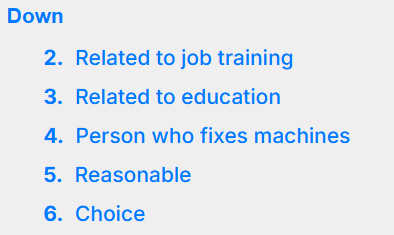 Down
2. Related to job training
3. Related to education
4. Person who fixes machines
5. Reasonable
6. Choice